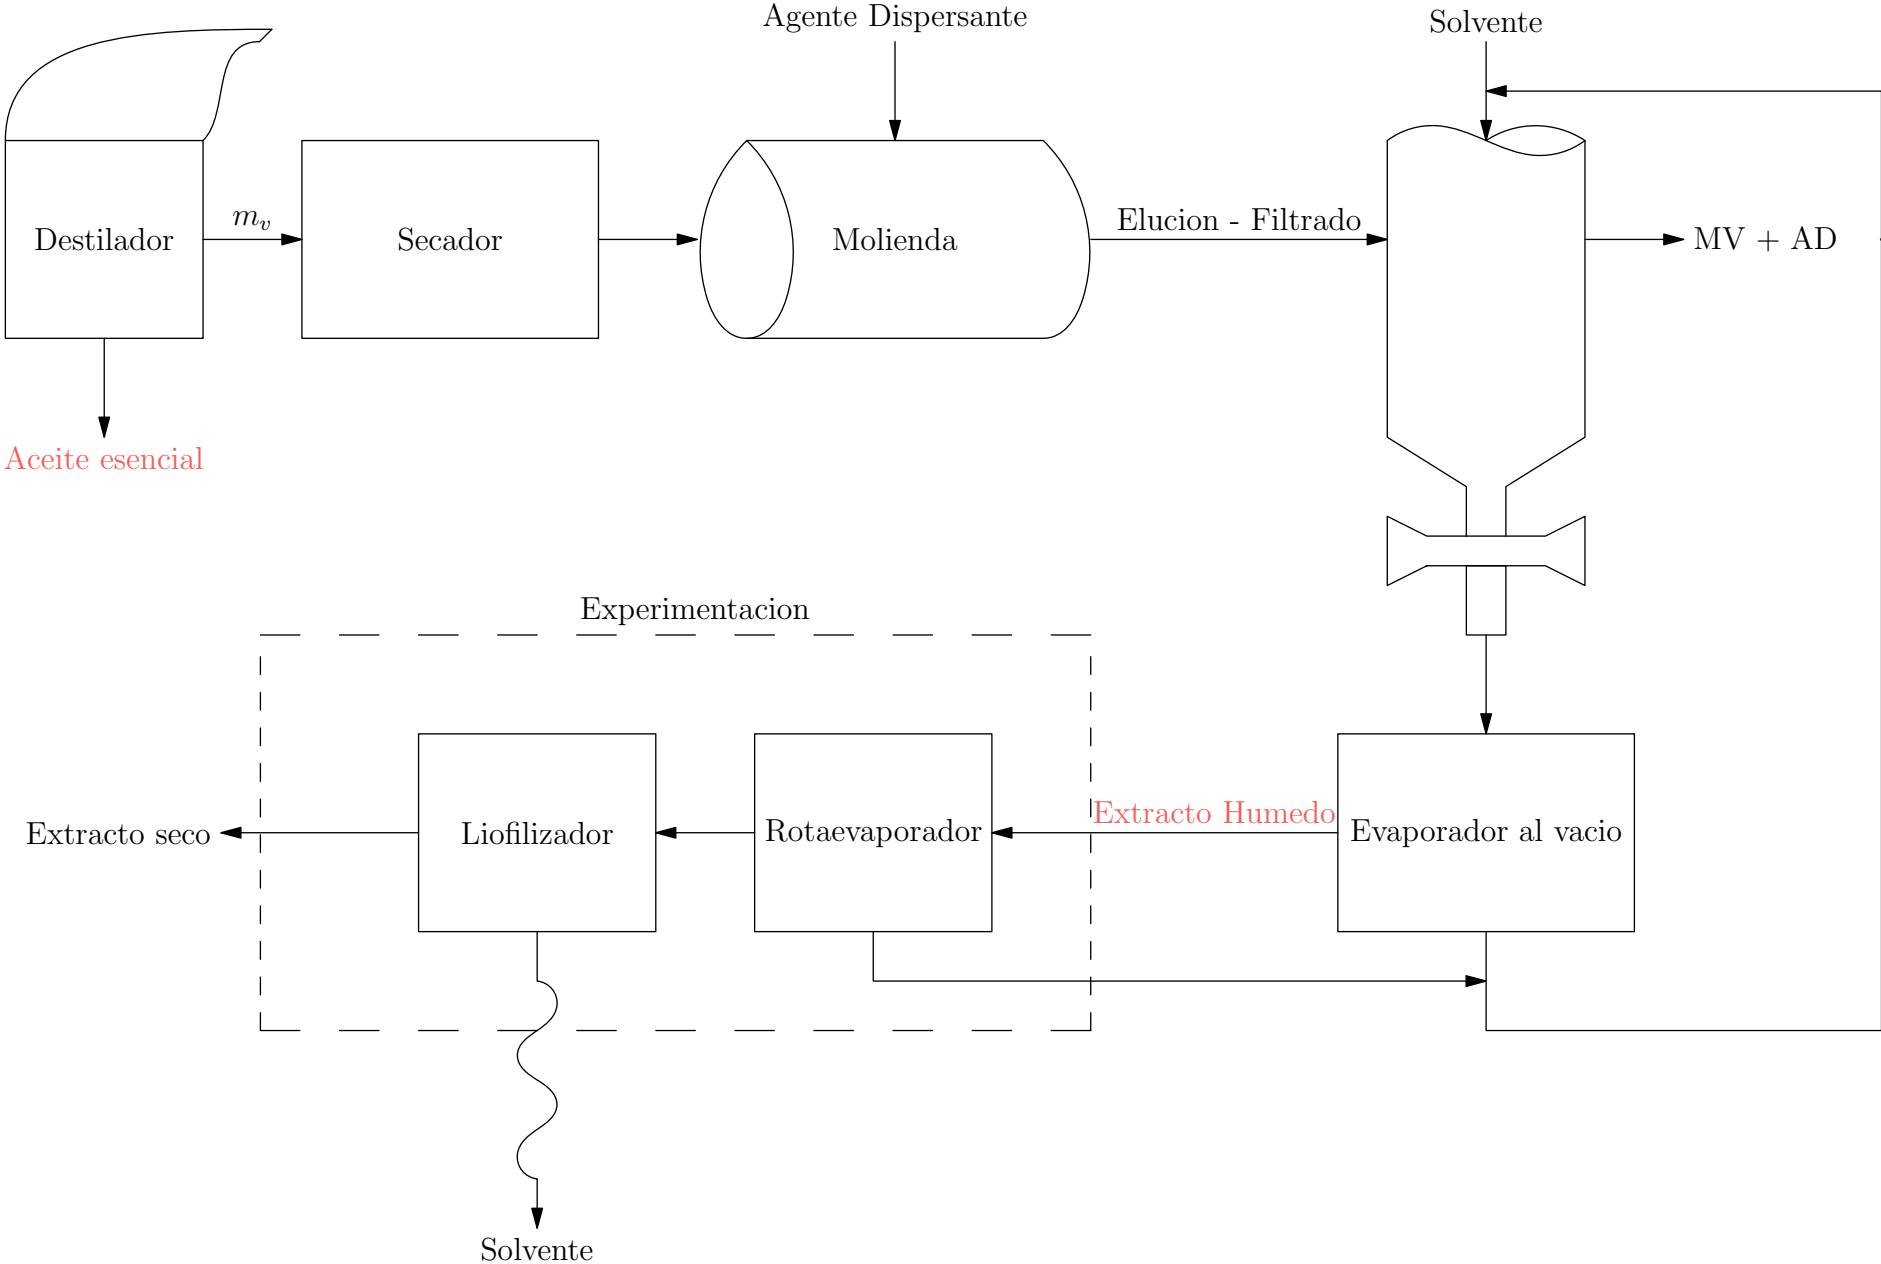 Agente Dispersante
Solvente
Destilador
m_v
Secador
Molienda
Elucion - Filtrado
MV + AD
Aceite esencial
Experimentacion
Extracto seco
Liofilizador
Rotaevaporador
Extracto Humedo
Evaporador al vacio
Solvente